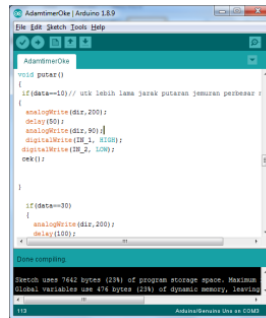 AdamtimerOke | Arduino 1.8.9
File Edit Sketch Tools Help
AdamtimerOke
void putar()
{
if(data==10)// utk lebih lama jarak putaran jemuran perbesar
{
analogWrite(dir,200);
delay(50);
analogWrite(dir,90);
digitalWrite(IN_1, HIGH);
digitalWrite(IN_2, LOW);
cek();
}
if(data==30)
{
analogWrite(dir,200);
delay(100);
Done compiling.
Sketch uses 7642 bytes (23%) of program storage space. Maximum
Global variables use 676 bytes (23%) of dynamic memory, leaving
113
Arduino/Genuino Uno on COM3